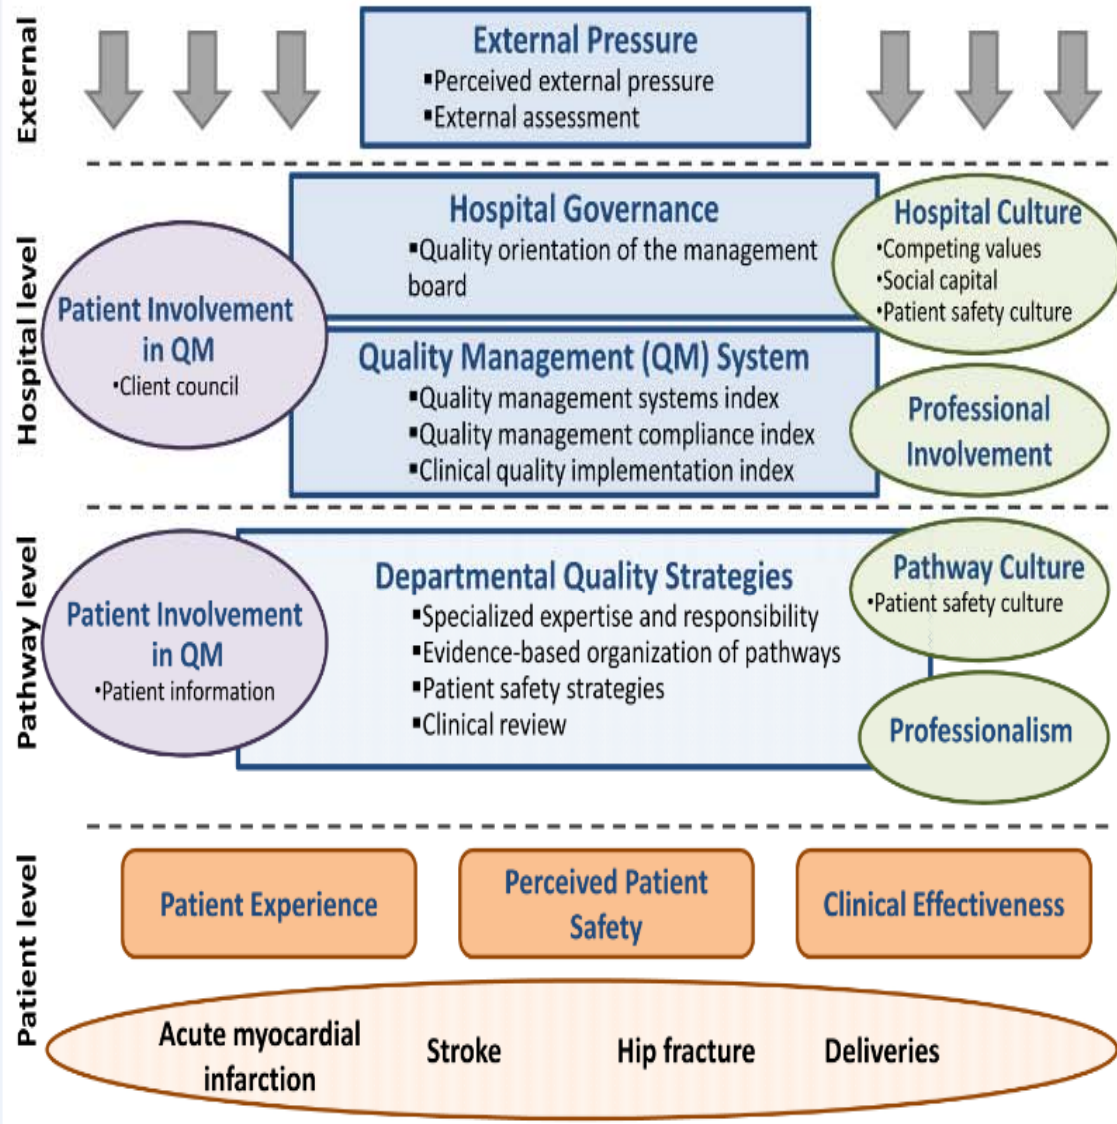 External
External Pressure
▪Perceived external pressure
▪External assessment
Hospital level
Patient Involvement
in QM
•Client council
Hospital Governance
▪Quality orientation of the management
board
Quality Management (QM) System
▪Quality management systems index
▪Quality management compliance index
▪Clinical quality implementation index
Hospital Culture
•Competing values
•Social capital
•Patient safety culture
Professional
Involvement
Pathway level
Patient Involvement
in QM
•Patient information
Departmental Quality Strategies
▪Specialized expertise and responsibility
▪Evidence-based organization of pathways
▪Patient safety strategies
▪Clinical review
Pathway Culture
•Patient safety culture
Professionalism
Patient level
Patient Experience
Perceived Patient
Safety
Clinical Effectiveness
Acute myocardial
infarction
Stroke
Hip fracture
Deliveries